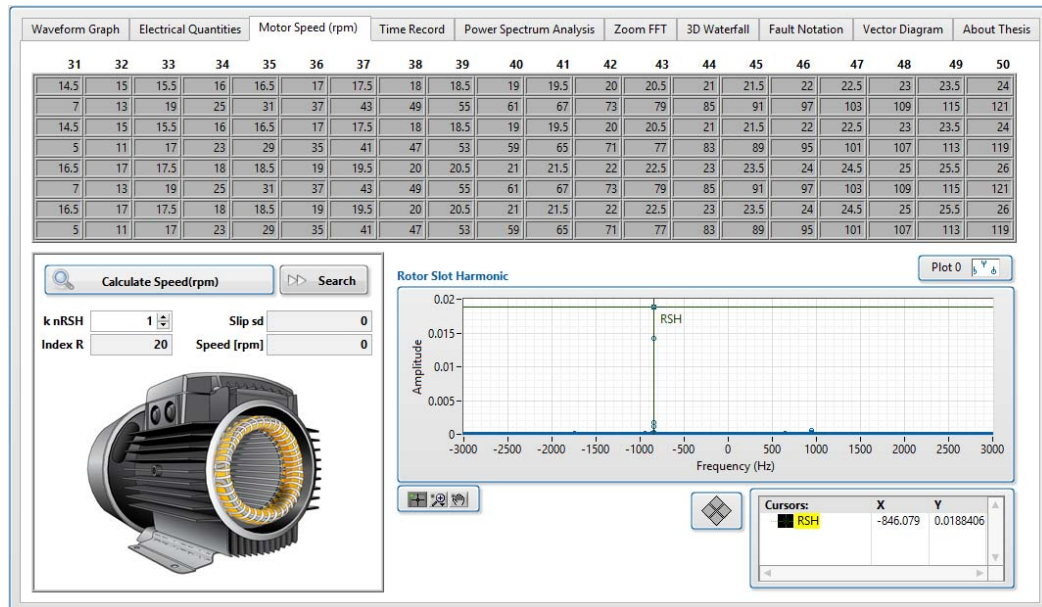 Waveform Graph Electrical Quantities Motor Speed (rpm) Time Record Power Spectrum Analysis Zoom FFT 3D Waterfall Fault Notation Vector Diagram About Thesis
31 32 33 34 35 36 37 38 39 40 41 42 43 44 45 46 47 48 49 50
14.5 15 15.5 16 16.5 17 17.5 18 18.5 19 19.5 20 20.5 21 21.5 22 22.5 23 23.5 24
7 13 19 25 31 37 43 49 55 61 67 73 79 85 91 97 103 109 115 121
14.5 15 15.5 16 16.5 17 17.5 18 18.5 19 19.5 20 20.5 21 21.5 22 22.5 23 23.5 24
5 11 17 23 29 35 41 47 53 59 65 71 77 83 89 95 101 107 113 119
16.5 17 17.5 18 18.5 19 19.5 20 20.5 21 21.5 22 22.5 23 23.5 24 24.5 25 25.5 26
7 13 19 25 31 37 43 49 55 61 67 73 79 85 91 97 103 109 115 121
16.5 17 17.5 18 18.5 19 19.5 20 20.5 21 21.5 22 22.5 23 23.5 24 24.5 25 25.5 26
5 11 17 23 29 35 41 47 53 59 65 71 77 83 89 95 101 107 113 119
Calculate Speed(rpm) Search
k nRSH 1 Slip sd 0
Index R 20 Speed [rpm] 0
Rotor Slot Harmonic
Plot 0
0.02
RSH
0.015
Amplitude
0.01
0.005
0
-3000 -2500 -2000 -1500 -1000 -500 0 500 1000 1500 2000 2500 3000
Frequency (Hz)
Cursors: X Y
RSH -846.079 0.0188406